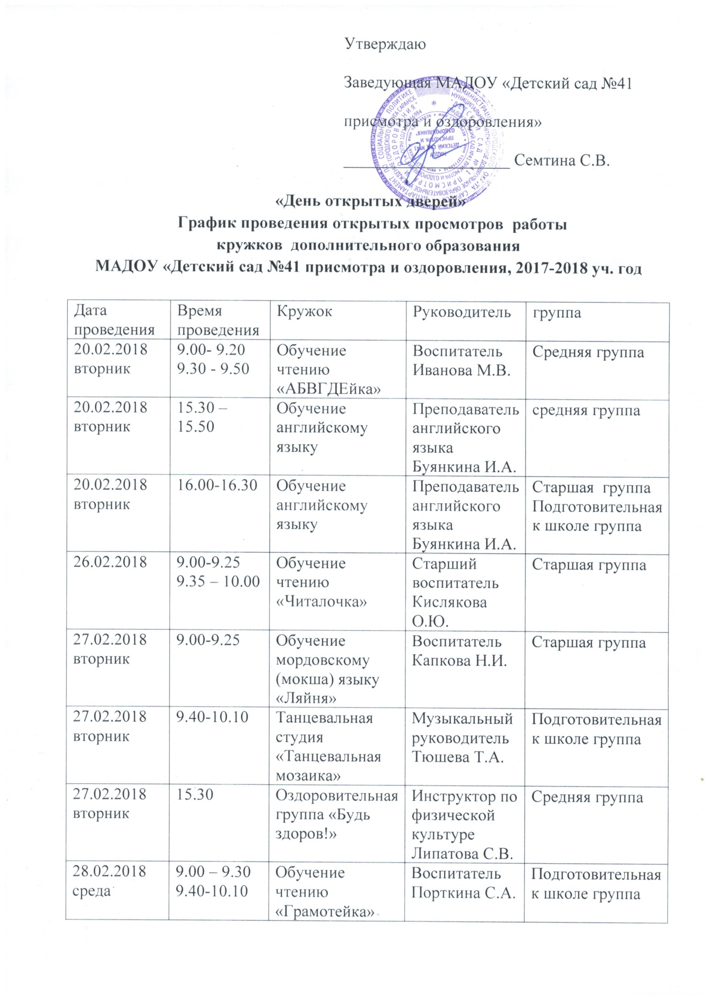 Утверждаю
Заведующая МАДОУ «Детский сад №41
присмотра и оздоровления»
____________________ Семтина С.В.
«День открытых дверей»
График проведения открытых просмотров работы
кружков дополнительного образования
МАДОУ «Детский сад №41 присмотра и оздоровления, 2017-2018 уч. год
Дата
проведения
Время
проведения
Кружок
Руководитель
группа
20.02.2018
вторник
9.00- 9.20
9.30 - 9.50
Обучение
чтению
«АБВГДЕйка»
Воспитатель
Иванова М.В.
Средняя группа
20.02.2018
вторник
15.30 –
15.50
Обучение
английскому
языку
Преподаватель
английского
языка
Буянкина И.А.
средняя группа
20.02.2018
вторник
16.00-16.30
Обучение
английскому
языку
Преподаватель
английского
языка
Буянкина И.А.
Старшая группа
Подготовительная
к школе группа
26.02.2018
9.00-9.25
9.35 – 10.00
Обучение
чтению
«Читалочка»
Старший
воспитатель
Кислякова
О.Ю.
Старшая группа
27.02.2018
вторник
9.00-9.25
Обучение
мордовскому
(мокша) языку
«Ляйня»
Воспитатель
Капкова Н.И.
Старшая группа
27.02.2018
вторник
9.40-10.10
Танцевальная
студия
«Танцевальная
мозаика»
Музыкальный
руководитель
Тюшева Т.А.
Подготовительная
к школе группа
27.02.2018
вторник
15.30
Оздоровительная
группа «Будь
здоров!»
Инструктор по
физической
культуре
Липатова С.В.
Средняя группа
28.02.2018
среда
9.00 – 9.30
9.40-10.10
Обучение
чтению
«Грамотейка»
Воспитатель
Порткина С.А.
Подготовительная
к школе группа
МАДОУ
"ДЕТСКИЙ САД №41
ПРИСМОТРА И
ОЗДОРОВЛЕНИЯ"